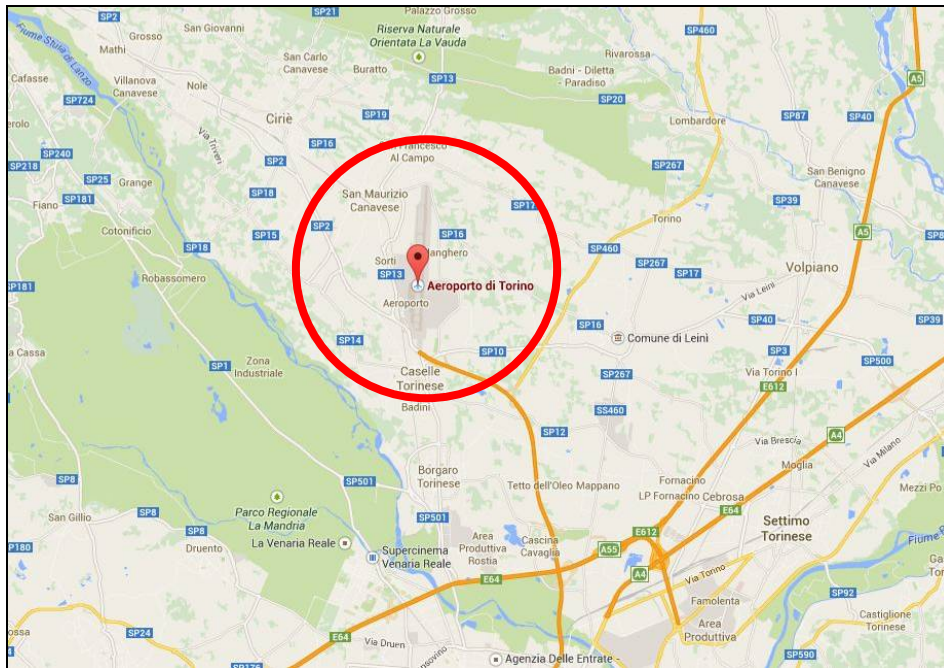 SP2
SP21
Palazzo Grosso
Fiume Stura di Lanzo
Grosso
San Giovanni
Riserva Naturale
Orientata La Vauda
SP460
Mathi
Rivarossa
San Carlo
Canavese
Buratto
SP13
Badni - Diletta
- Paradiso
A5
Cafasse
Villanova
Canavese
Nole
SP724
SP20
SP19
SP87
SP40
Ciriè
SP16
Lombardore
Via Triveri
SP240
SP2
Al Campo
SP267
SP218
SP25
Grange
San Benigno
Canavese
SP181
SP18
San Maurizio
Canavese
Fiano
SP39
Torino
Cotonificio
SP2
SP16
SP15
SP18
SP460
A5
Sorti
SP267
SP13
SP17
Volpiano
SP181
Robassomero
Aeroporto di Torino
Via Leini
Aeroporto
SP16
SP40
SP39
Comune di Leinì
SP14
SP10
SP3
SP500
SP1
Zona
Industriale
Caselle
Torinese
SP267
Via Torino
E612
Badini
SS460
A4
SP12
Via Brescia
Via Milano
Borgaro
Torinese
Moglia
SP8
SP501
Tetto dell'Oleo
Mappano
Fornacino
LP Fornacino
Cebrosa
Mezzi Po
E64
Parco Regionale
La Mandria
San Gillio
SP8
SP501
Settimo
Torinese
E612
SP180
Druento
La Venaria Reale
Area
Produttiva
Rostia
Cascina
Cavaglia
A55
Supercinema
Venaria Reale
A4
Via Torino
E64
SP92
Famolenta
Castiglione
Torinese
SP24
E64
Via Druen
Area
Produttiva
SP590
Agenzia Delle Entrate -